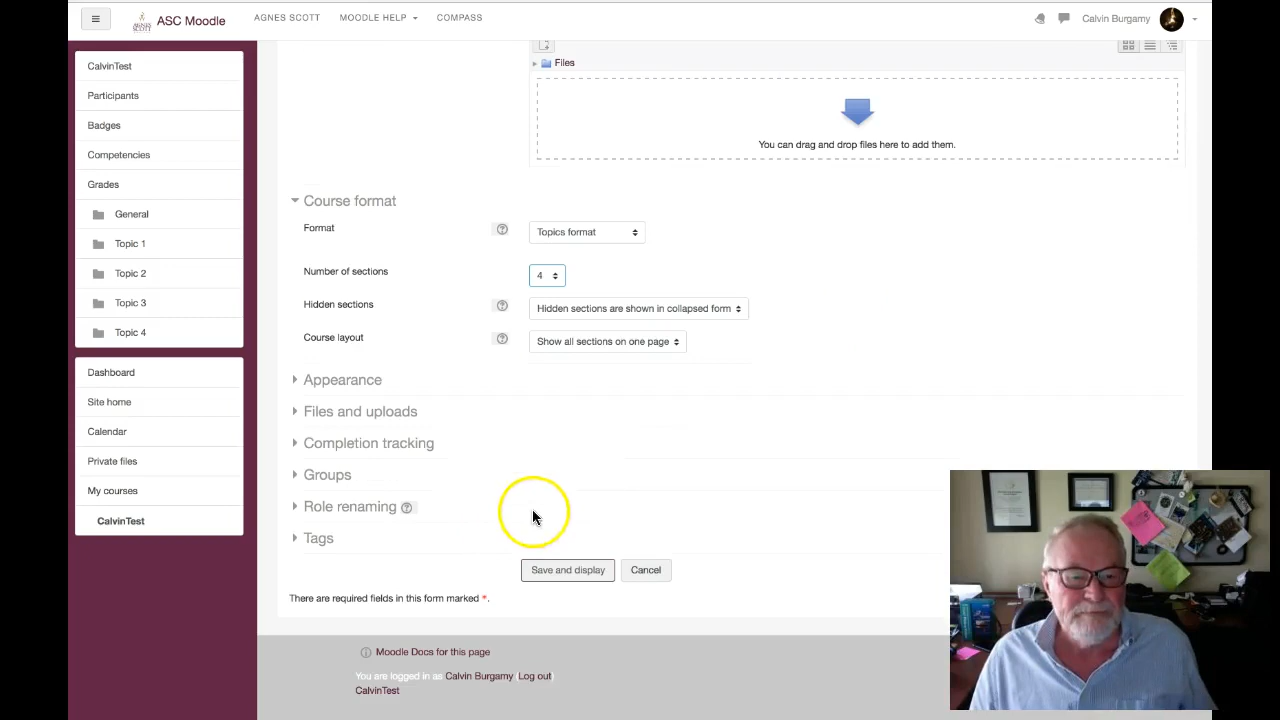 ASC Moodle
AGNES SCOTT
MOODLE HELP
COMPASS
Calvin Burgamy
AGNES
SCOTT
CalvinTest
Participants
Badges
Competencies
Grades
General
Topic 1
Topic 2
Topic 3
Topic 4
Dashboard
Site home
Calendar
Private files
My courses
CalvinTest
Files
You can drag and drop files here to add them.
Course format
Format
Topics format
Number of sections
4
Hidden sections
Hidden sections are shown in collapsed form
Course layout
Show all sections on one page
Appearance
Files and uploads
Completion tracking
Groups
Role renaming
Tags
Save and display
Cancel
There are required fields in this form marked *.
Moodle Docs for this page
You are logged in as Calvin Burgamy (Log out)
CalvinTest